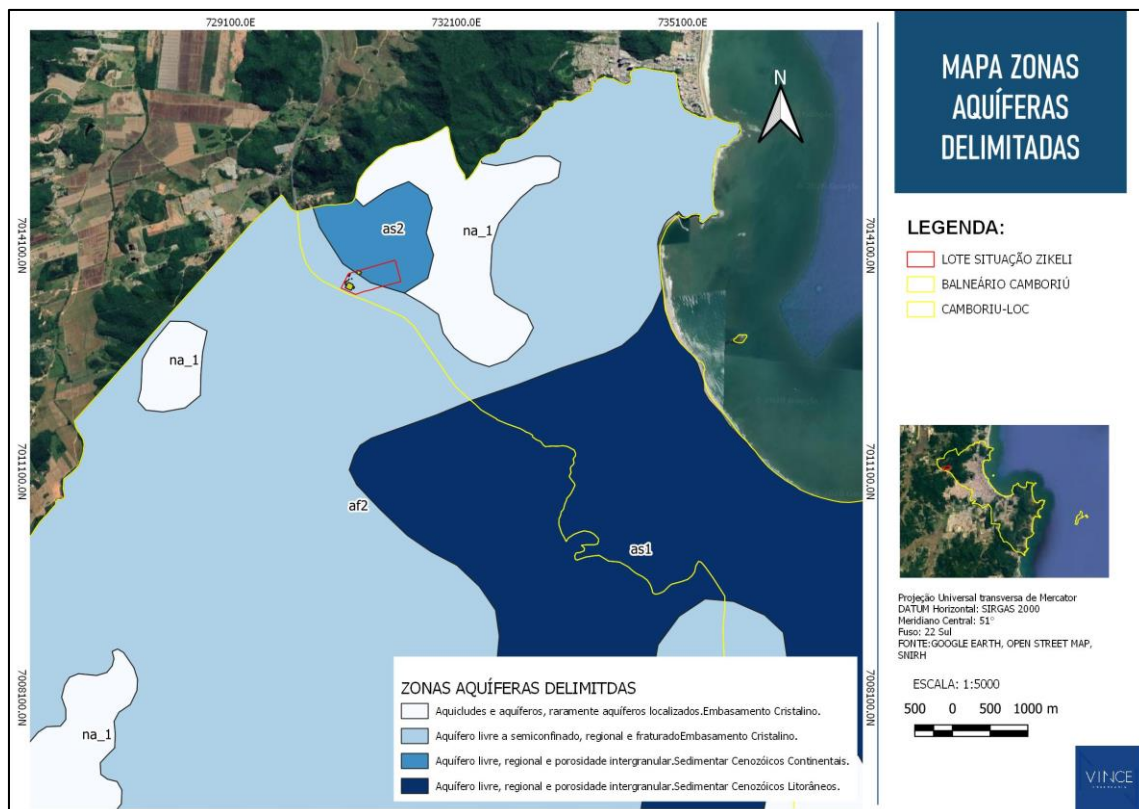 729100.0E
732100.0E
735100.0E
7014100.0N
7011100.0N
7008100.0N
7014100.0N
7011100.0N
7008100.0N
N
as2
na_1
na_1
af2
as1
na_1
ZONAS AQUÍFERAS DELIMITDAS
Aquicludes e aquíferos, raramente aquíferos localizados.Embasamento Cristalino.
Aquífero livre a semiconfinado, regional e fraturadoEmbasamento Cristalino.
Aquífero livre, regional e porosidade intergranular.Sedimentar Cenozóicos Continentais.
Aquífero livre, regional e porosidade intergranular.Sedimentar Cenozóicos Litorâneos.
MAPA ZONAS
AQUÍFERAS
DELIMITADAS
LEGENDA:
LOTE SITUAÇÃO ZIKELI
BALNEÁRIO CAMBORIÚ
CAMBORIU-LOC
Projeção Universal transversa de Mercator
DATUM Horizontal: SIRGAS 2000
Meridiano Central: 51°
Fuso: 22 Sul
FONTE:GOOGLE EARTH, OPEN STREET MAP,
SNIRH
ESCALA: 1:5000
500 0 500 1000 m
VINCE